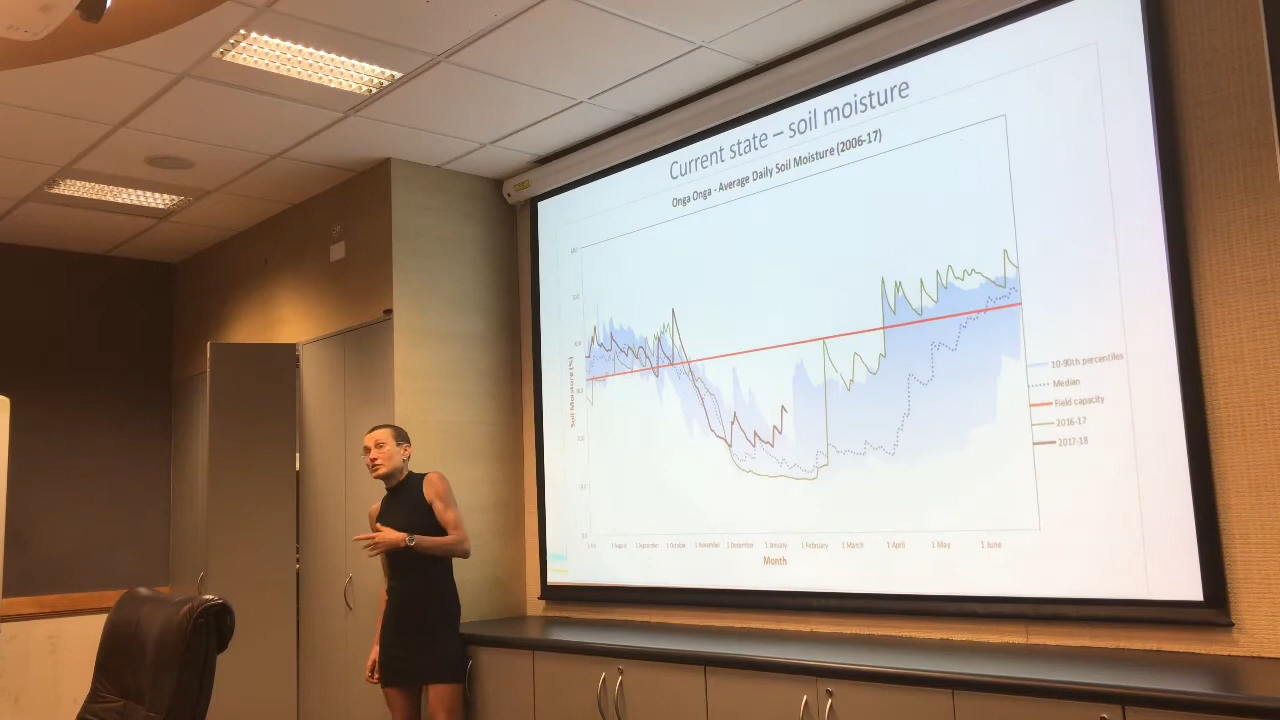 Current state – soil moisture
Onga Onga - Average Daily Soil Moisture (2006-17)
Soil Moisture (%)
1 August
1 September
1 October
1 November
1 December
1 January
1 February
1 March
1 April
1 May
1 June
Month
10-90th percentiles
Median
Field capacity
2016-17
2017-18